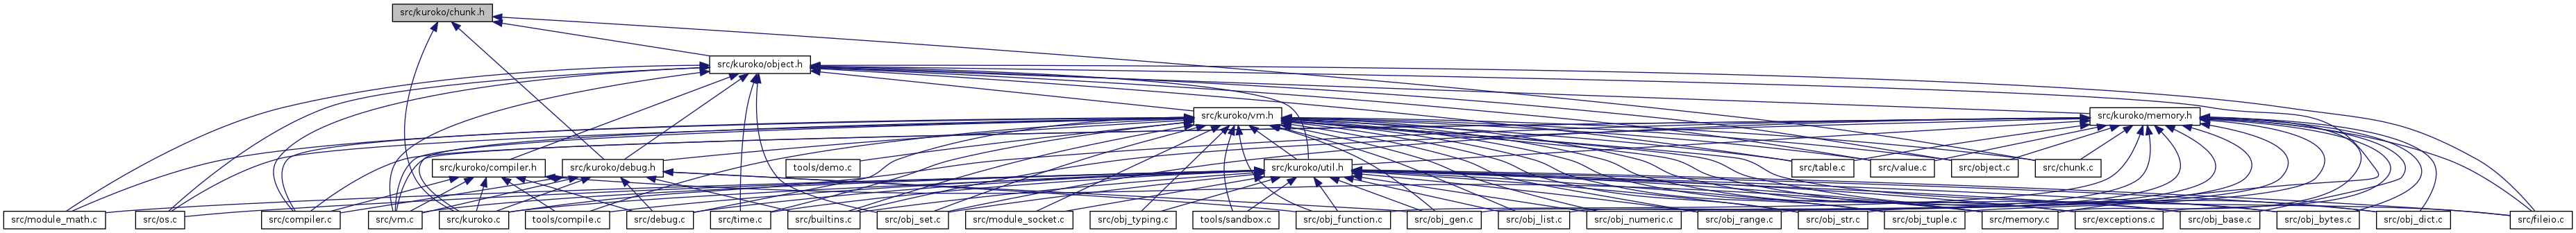 src/kuroko/chunk.h
src/kuroko/object.h
src/kuroko/vm.h
src/kuroko/memory.h
src/kuroko/compiler.h
src/kuroko/debug.h
tools/demo.c
src/kuroko/util.h
src/table.c
src/value.c
src/object.c
src/chunk.c
src/module_math.c
src/os.c
src/compiler.c
src/vm.c
src/kuroko.c
tools/compile.c
src/debug.c
src/time.c
src/builtins.c
src/obj_set.c
src/module_socket.c
src/obj_typing.c
tools/sandbox.c
src/obj_function.c
src/obj_gen.c
src/obj_list.c
src/obj_numeric.c
src/obj_range.c
src/obj_str.c
src/obj_tuple.c
src/memory.c
src/exceptions.c
src/obj_base.c
src/obj_bytes.c
src/obj_dict.c
src/fileio.c